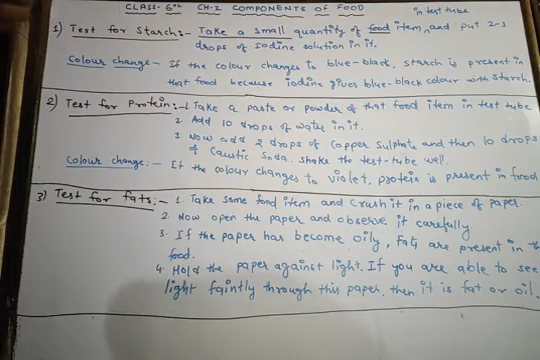 CLASS- 6th CH-2 COMPONENTS OF FOOD
in test tube
1) Test for Starch:- Take a small quantity of food item, and put 2-3
drops of Iodine solution in it.
Colour change - If the colour changes to blue-black, starch is present in
that food because iodine gives blue-black colour with starch.
2) Test for Protein:- 1. Take a paste or powder of that food item in test tube
2. Add 10 drops of water in it.
3. Now add 2 drops of Copper Sulphate and then 10 drops
of Caustic Soda. Shake the test-tube well.
Colour change:- If the colour changes to violet, protein is present in food
3) Test for fats:- 1. Take some food item and crush it in a piece of paper.
2. Now open the paper and observe it carefully.
3. If the paper has become oily, fats are present in the
food.
4. Hold the paper against light. If you are able to see
light faintly through this paper, then it is fat or oil.